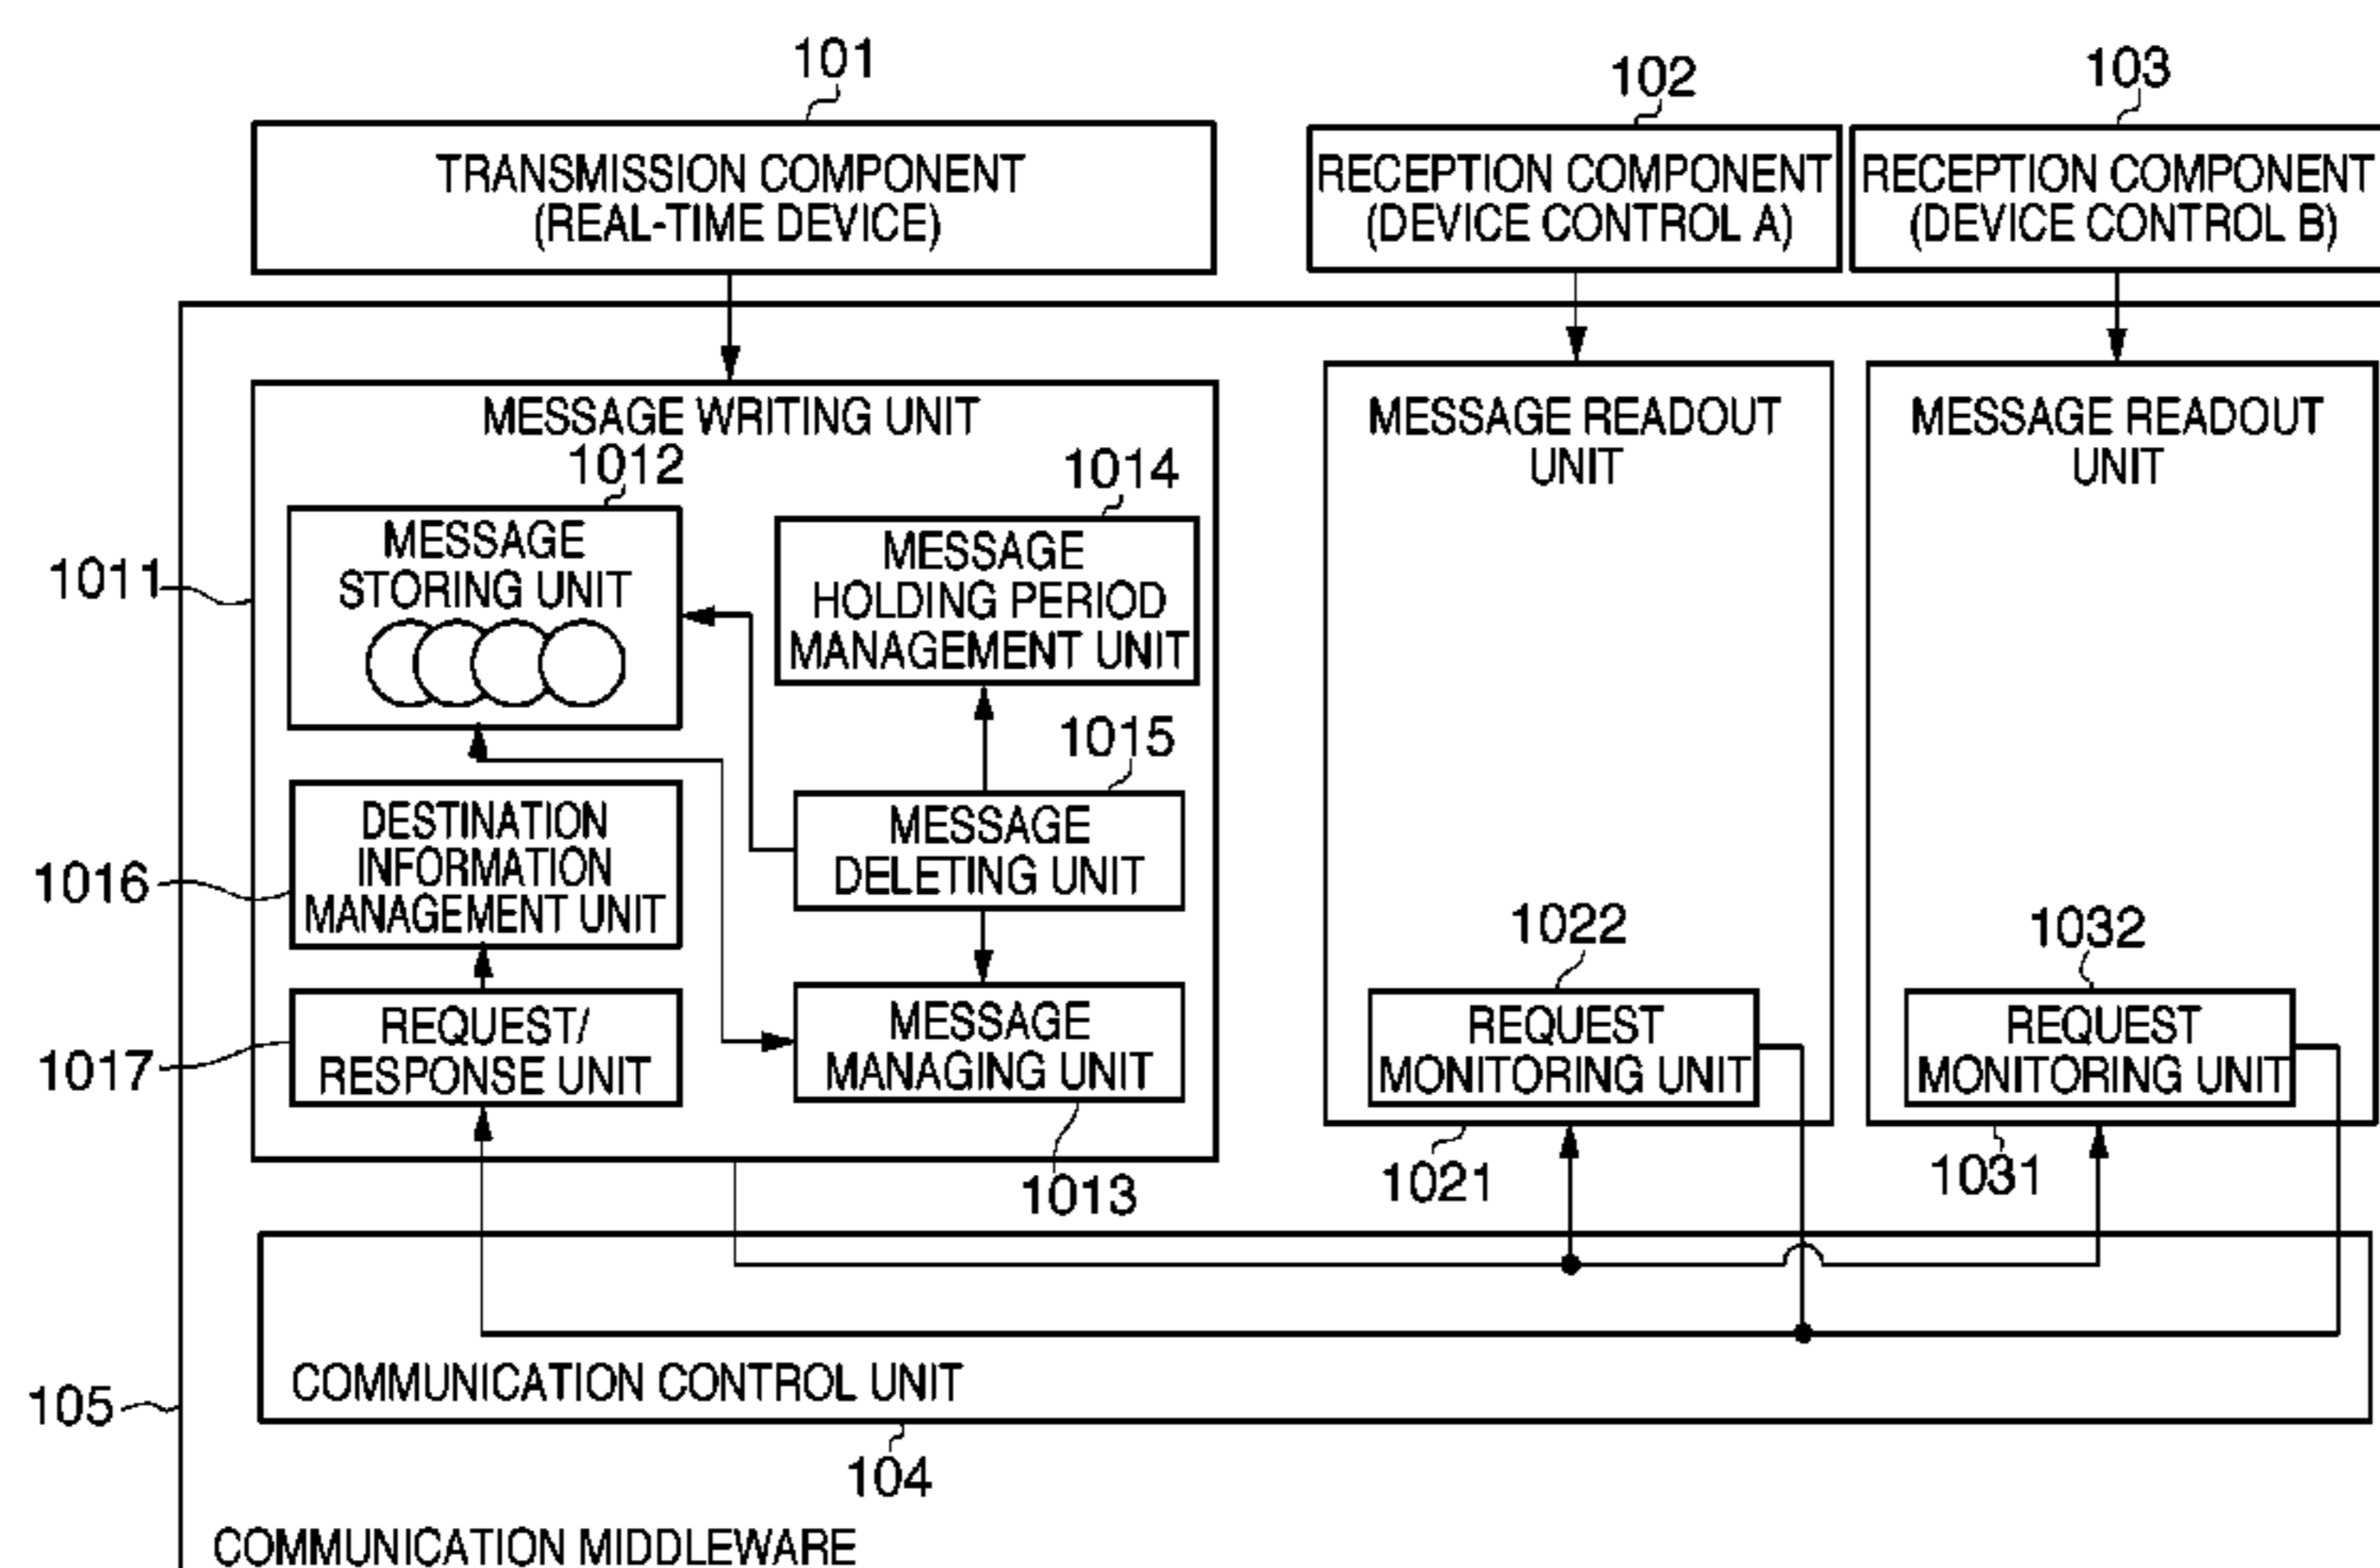 101
102
103
TRANSMISSION COMPONENT
(REAL-TIME DEVICE)
RECEPTION COMPONENT
(DEVICE CONTROL A)
RECEPTION COMPONENT
(DEVICE CONTROL B)
MESSAGE WRITING UNIT
1011
1012
MESSAGE
STORING UNIT
1014
MESSAGE
HOLDING PERIOD
MANAGEMENT UNIT
1015
MESSAGE
DELETING UNIT
1016
DESTINATION
INFORMATION
MANAGEMENT UNIT
1017
REQUEST/
RESPONSE UNIT
MESSAGE
MANAGING UNIT
1013
MESSAGE READOUT
UNIT
1022
REQUEST
MONITORING UNIT
1021
MESSAGE READOUT
UNIT
1032
REQUEST
MONITORING UNIT
1031
COMMUNICATION CONTROL UNIT
105
104
COMMUNICATION MIDDLEWARE